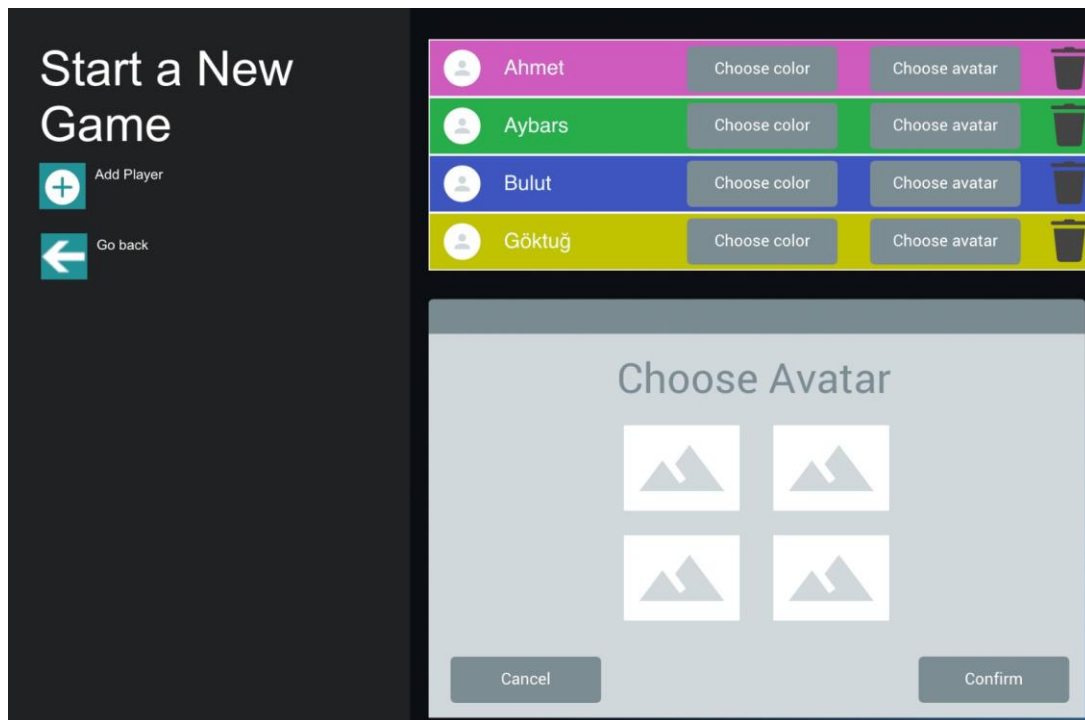 Start a New
Game
Add Player
Go back
Ahmet Choose color Choose avatar
Aybars Choose color Choose avatar
Bulut Choose color Choose avatar
Göktuğ Choose color Choose avatar
Choose Avatar
Cancel Confirm